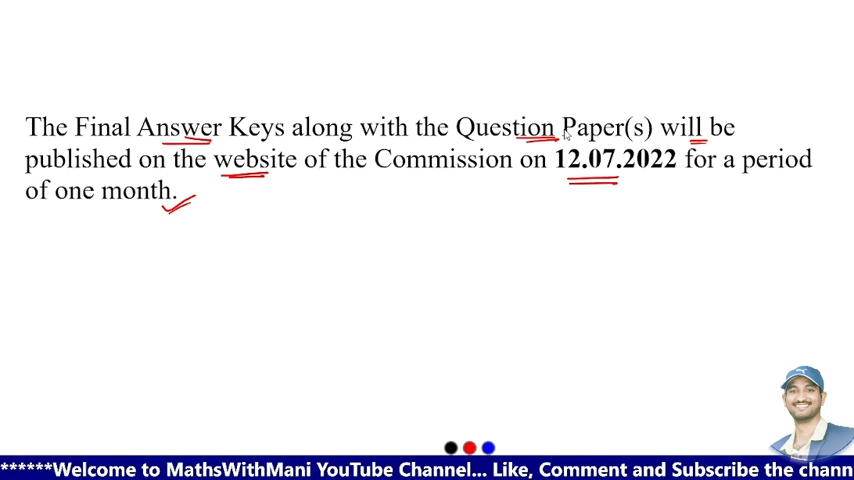 The Final Answer Keys along with the Question Paper(s) will be
published on the website of the Commission on 12.07.2022 for a period
of one month.
******Welcome to MathsWithMani YouTube Channel... Like, Comment and Subscribe the chann